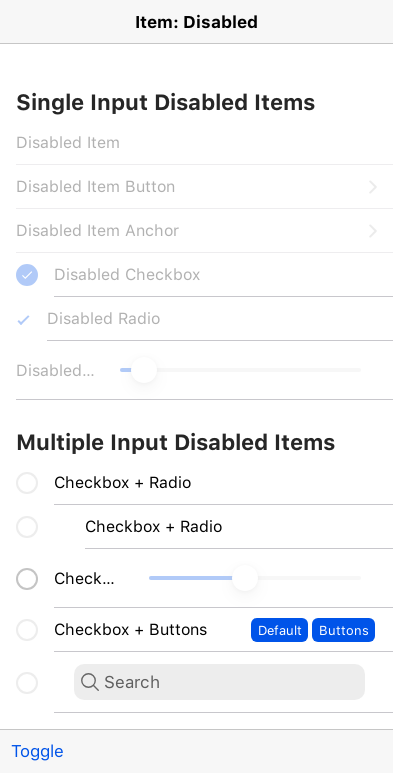 Item: Disabled
Single Input Disabled Items
Disabled Item
Disabled Item Button
Disabled Item Anchor
Disabled Checkbox
Disabled Radio
Disabled...
Multiple Input Disabled Items
Checkbox + Radio
Checkbox + Radio
Check...
Checkbox + Buttons Default Buttons
Search
Toggle